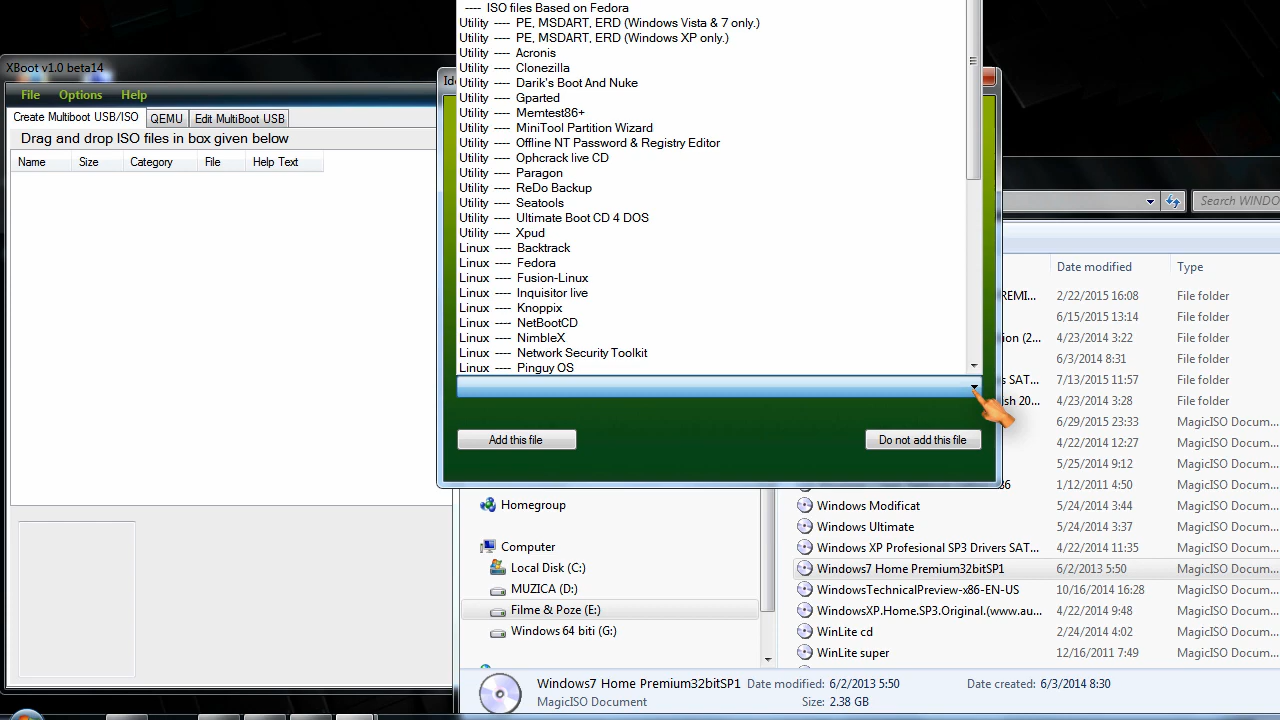 ---- ISO files Based on Fedora
Utility ---- PE, MSDART, ERD (Windows Vista & 7 only.)
Utility ---- PE, MSDART, ERD (Windows XP only.)
Utility ---- Acronis
Utility ---- Clonezilla
Utility ---- Darik's Boot And Nuke
Utility ---- Gparted
Utility ---- Memtest86+
Utility ---- MiniTool Partition Wizard
Utility ---- Offline NT Password & Registry Editor
Utility ---- Ophcrack live CD
Utility ---- Paragon
Utility ---- ReDo Backup
Utility ---- Seatools
Utility ---- Ultimate Boot CD 4 DOS
Utility ---- Xpud
Linux ---- Backtrack
Linux ---- Fedora
Linux ---- Fusion-Linux
Linux ---- Inquisitor live
Linux ---- Knoppix
Linux ---- NetBootCD
Linux ---- NimbleX
Linux ---- Network Security Toolkit
Linux ---- Pinguy OS
Add this file
Do not add this file
XBoot v1.0 beta14
File Options Help
Create Multiboot USB/ISO QEMU Edit MultiBoot USB
Drag and drop ISO files in box given below
Name Size Category File Help Text
Search WINDO
Date modified Type
REMI... 2/22/2015 16:08 File folder
6/15/2015 13:14 File folder
ion (2... 4/23/2014 3:22 File folder
6/3/2014 8:31 File folder
s SAT... 7/13/2015 11:57 File folder
sh 20... 4/23/2014 3:28 File folder
6/29/2015 23:33 MagicISO Docum...
4/22/2014 12:27 MagicISO Docum...
5/25/2014 9:12 MagicISO Docum...
86 1/12/2011 4:50 MagicISO Docum...
Windows Modificat 5/24/2014 3:44 MagicISO Docum...
Windows Ultimate 5/24/2014 3:37 MagicISO Docum...
Windows XP Profesional SP3 Drivers SAT... 4/22/2014 11:35 MagicISO Docum...
Windows7 Home Premium32bitSP1 6/2/2013 5:50 MagicISO Docum...
WindowsTechnicalPreview-x86-EN-US 10/16/2014 16:28 MagicISO Docum...
WindowsXP.Home.SP3.Original.(www.au... 4/22/2014 9:48 MagicISO Docum...
WinLite cd 2/24/2014 4:02 MagicISO Docum...
WinLite super 12/16/2011 7:49 MagicISO Docum...
Homegroup
Computer
Local Disk (C:)
MUZICA (D:)
Filme & Poze (E:)
Windows 64 biti (G:)
Windows7 Home Premium32bitSP1 Date modified: 6/2/2013 5:50 Date created: 6/3/2014 8:30
MagicISO Document Size: 2.38 GB